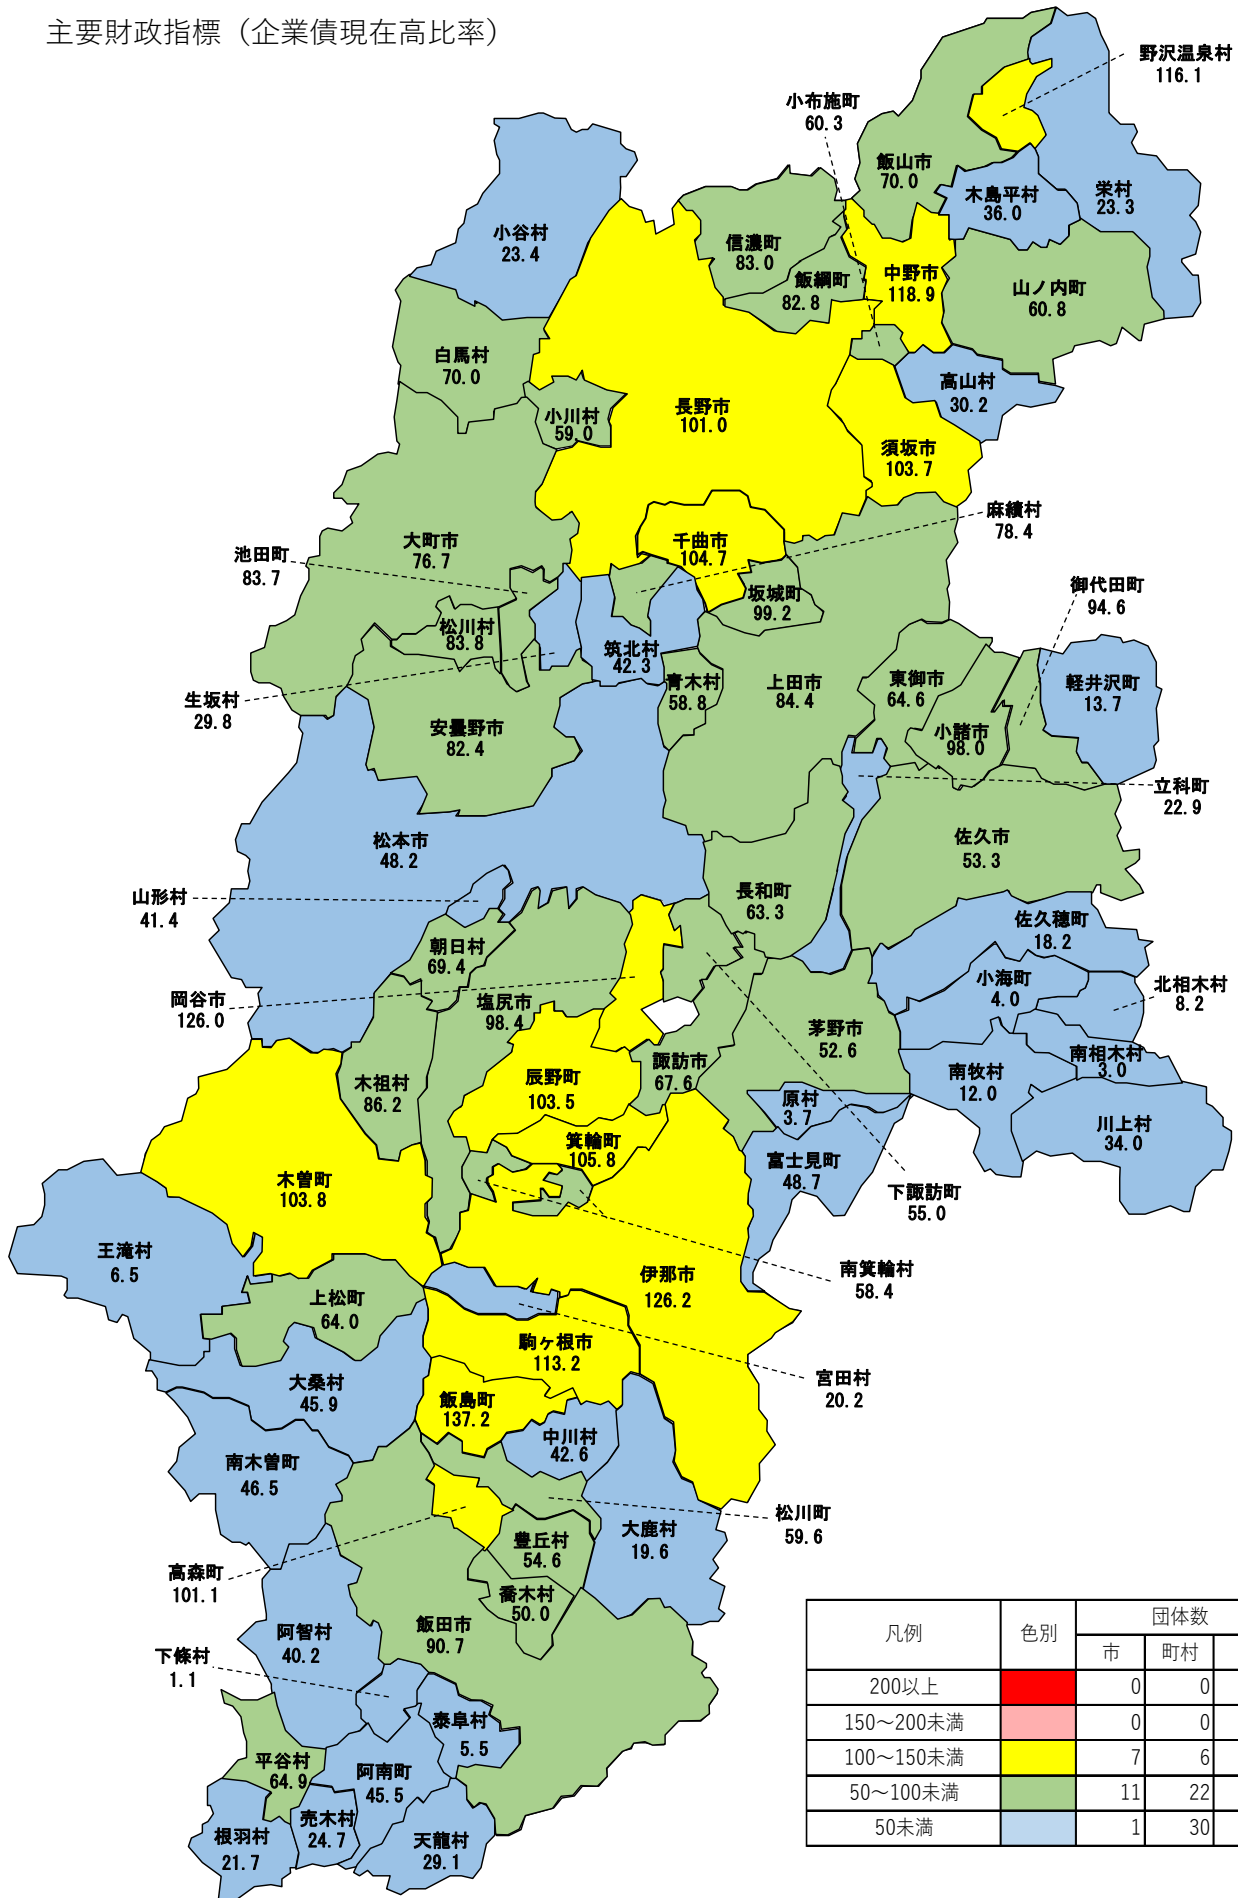 主要財政指標（企業債現在高比率）
野沢温泉村
116.1
小布施町
60.3
飯山市
70.0
木島平村
36.0
栄村
23.3
小谷村
23.4
信濃町
83.0
飯綱町
82.8
中野市
118.9
山ノ内町
60.8
白馬村
70.0
高山村
30.2
小川村
59.0
長野市
101.0
須坂市
103.7
麻績村
78.4
大町市
76.7
池田町
83.7
千曲市
104.7
坂城町
99.2
御代田町
94.6
松川村
83.8
筑北村
42.3
青木村
58.8
上田市
84.4
東御市
64.6
軽井沢町
13.7
生坂村
29.8
安曇野市
82.4
小諸市
98.0
立科町
22.9
松本市
48.2
佐久市
53.3
山形村
41.4
長和町
63.3
佐久穂町
18.2
朝日村
69.4
小海町
4.0
北相木村
8.2
岡谷市
126.0
塩尻市
98.4
茅野市
52.6
諏訪市
67.6
南相木村
3.0
木祖村
86.2
辰野町
103.5
南牧村
12.0
原村
3.7
川上村
34.0
箕輪町
105.8
富士見町
48.7
木曽町
103.8
下諏訪町
55.0
王滝村
6.5
南箕輪村
58.4
伊那市
126.2
上松町
64.0
駒ヶ根市
113.2
宮田村
20.2
大桑村
45.9
飯島町
137.2
中川村
42.6
南木曽町
46.5
松川町
59.6
大鹿村
19.6
豊丘村
54.6
高森町
101.1
喬木村
50.0
飯田市
90.7
阿智村
40.2
下條村
1.1
泰阜村
5.5
平谷村
64.9
阿南町
45.5
売木村
24.7
根羽村
21.7
天龍村
29.1
凡例 色別 団体数
市 町村
200以上 0 0
150～200未満 0 0
100～150未満 7 6
50～100未満 11 22
50未満 1 30